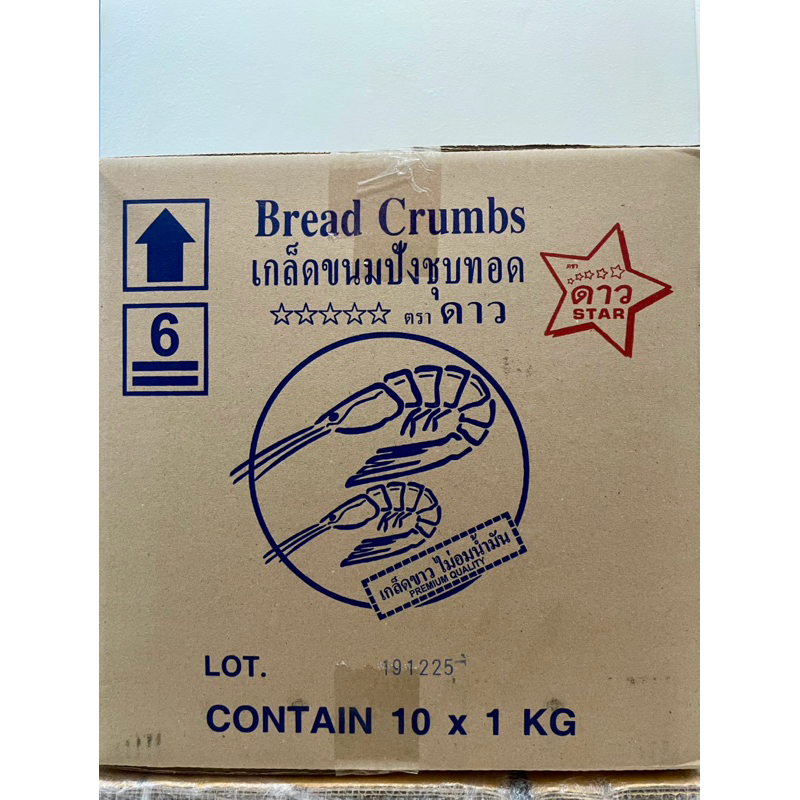 Bread Crumbs
เกล็ดขนมปังชุบทอด
☆☆☆☆☆ ตรา ดาว
ตรา
☆☆☆☆☆
ดาว
STAR
6
เกล็ดขาว ไม่อมน้ำมัน
PREMIUM QUALITY
LOT. 191225
CONTAIN 10 x 1 KG